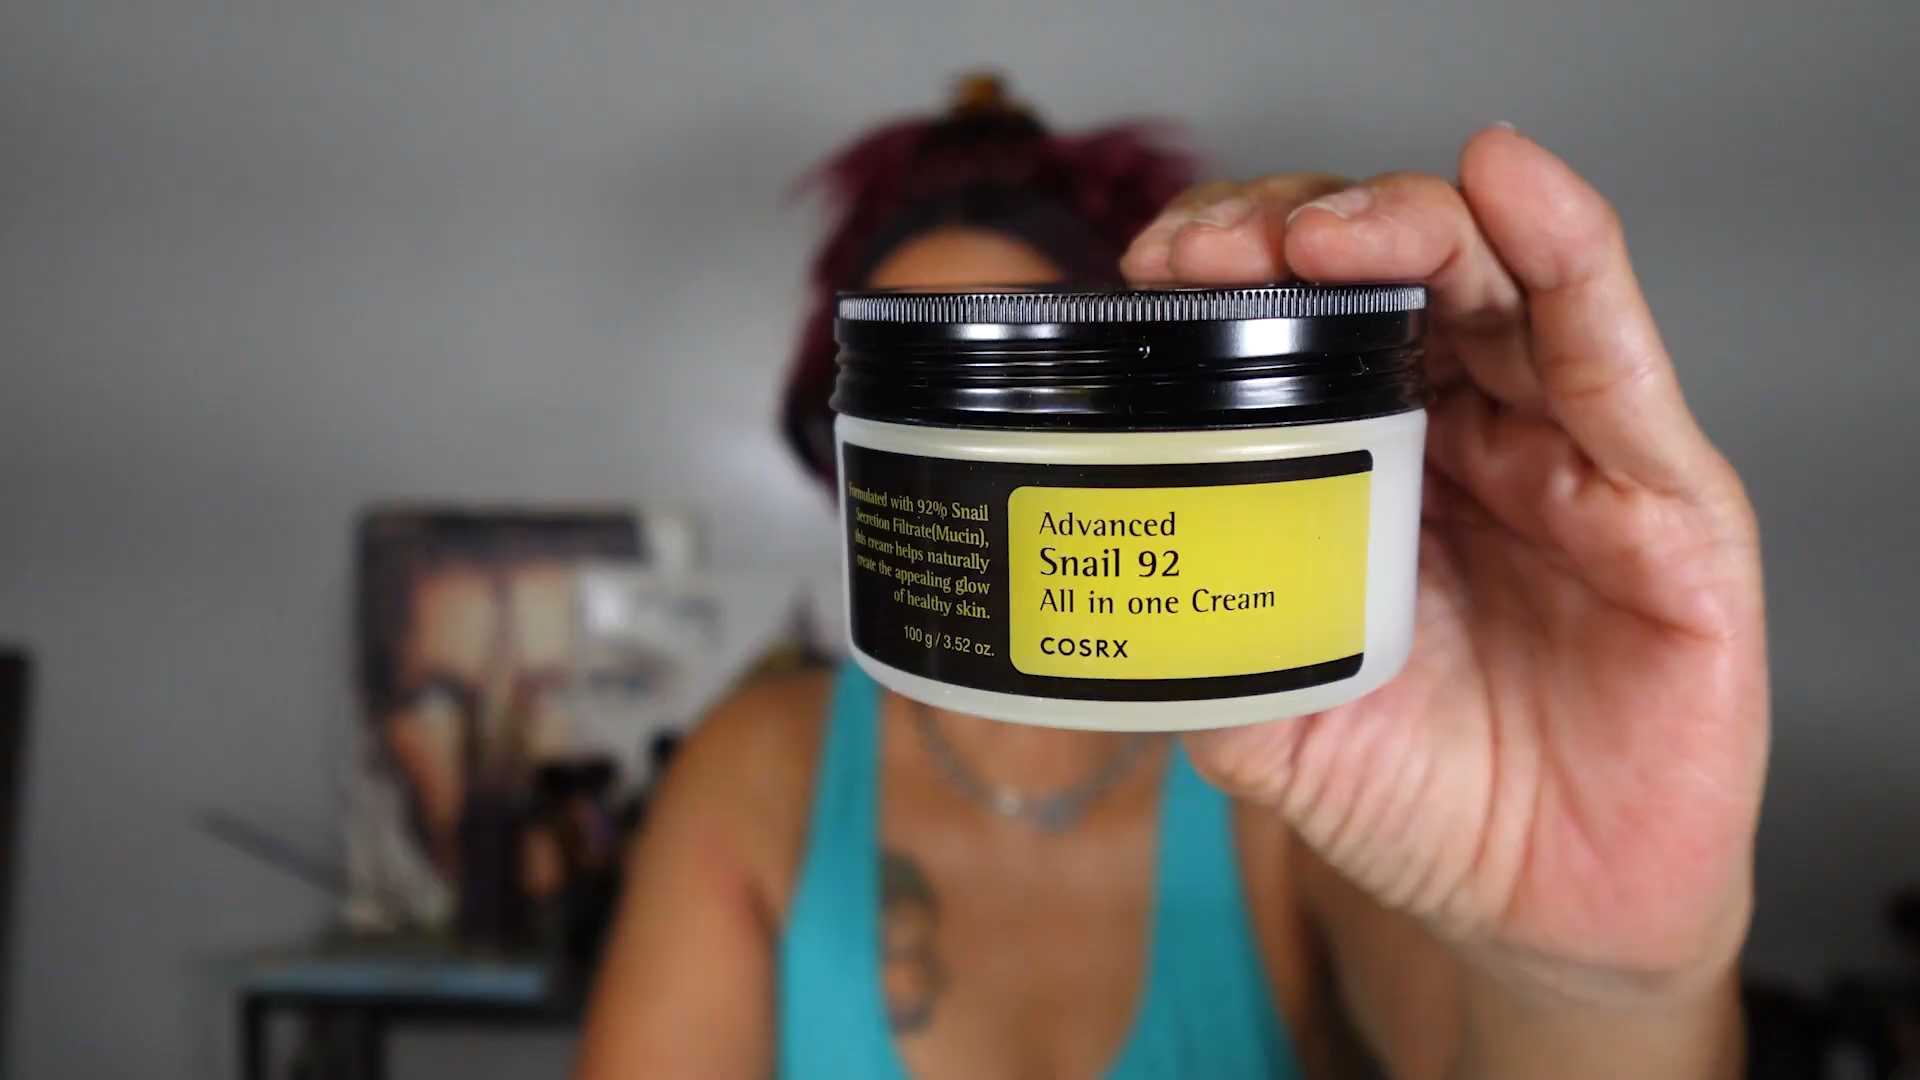 Formulated with 92% Snail
Secretion Filtrate(Mucin),
this cream helps naturally
create the appealing glow
of healthy skin.
100 g / 3.52 oz.
Advanced
Snail 92
All in one Cream
COSRX